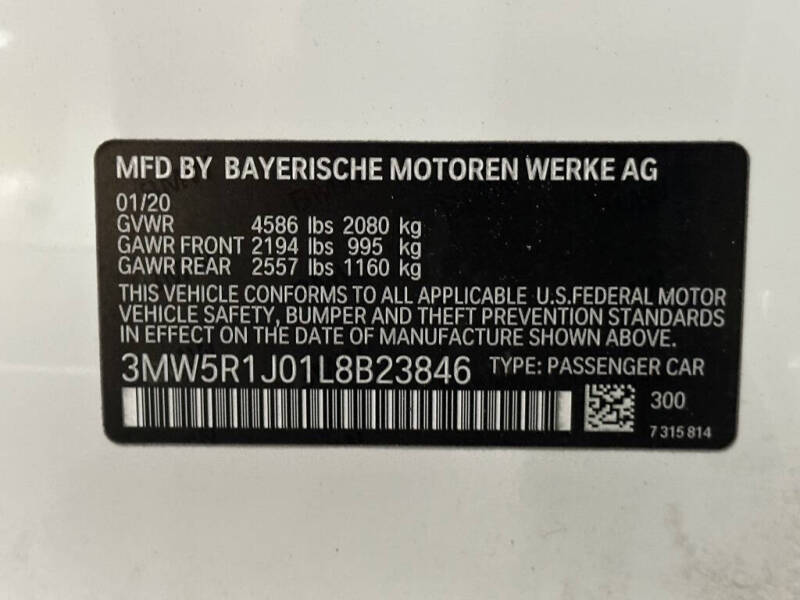 MFD BY BAYERISCHE MOTOREN WERKE AG
01/20
GVWR 4586 lbs 2080 kg
GAWR FRONT 2194 lbs 995 kg
GAWR REAR 2557 lbs 1160 kg
THIS VEHICLE CONFORMS TO ALL APPLICABLE U.S.FEDERAL MOTOR
VEHICLE SAFETY, BUMPER AND THEFT PREVENTION STANDARDS
IN EFFECT ON THE DATE OF MANUFACTURE SHOWN ABOVE.
3MW5R1J01L8B23846 TYPE: PASSENGER CAR
300
7 315 814